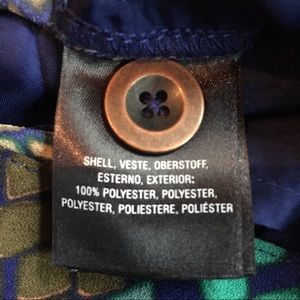 SHELL, VESTE, OBERSTOFF,
ESTERNO, EXTERIOR:
100% POLYESTER, POLYESTER,
POLYESTER, POLIESTERE, POLIÉSTER